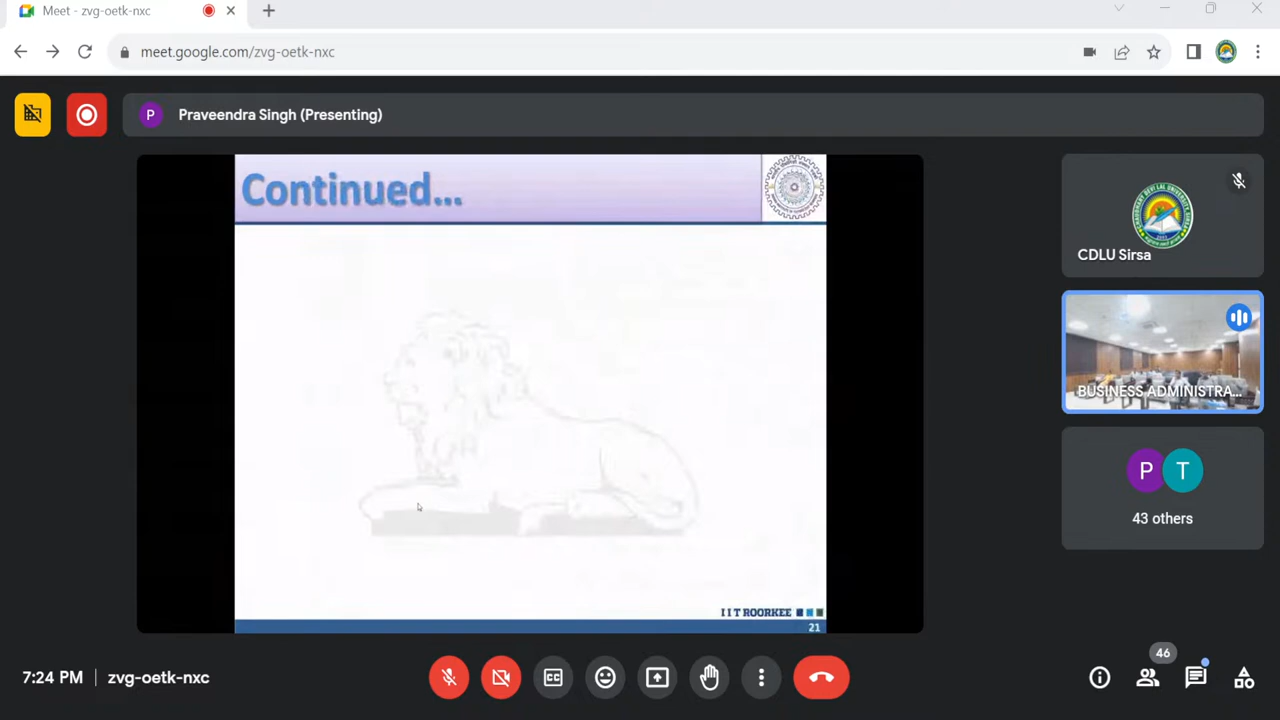 Meet - zvg-oetk-nxc
meet.google.com/zvg-oetk-nxc
P
Praveendra Singh (Presenting)
Continued...
I I T ROORKEE
21
CDLU Sirsa
BUSINESS ADMINISTRA...
P T
43 others
7:24 PM | zvg-oetk-nxc
CC
46